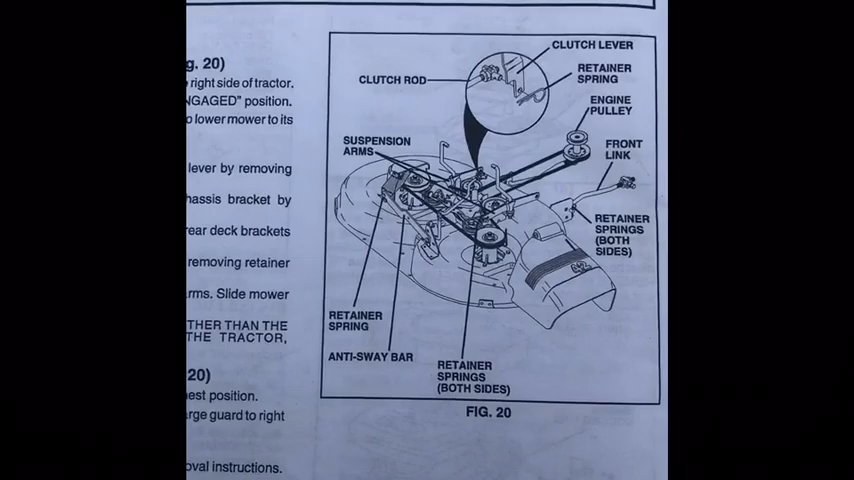 g. 20)
right side of tractor.
NGAGED" position.
o lower mower to its
lever by removing
hassis bracket by
rear deck brackets
removing retainer
rms. Slide mower
THER THAN THE
THE TRACTOR,
20)
hest position.
arge guard to right
oval instructions.
CLUTCH LEVER
CLUTCH ROD
RETAINER
SPRING
ENGINE
PULLEY
SUSPENSION
ARMS
FRONT
LINK
RETAINER
SPRINGS
(BOTH
SIDES)
42
RETAINER
SPRING
ANTI-SWAY BAR
RETAINER
SPRINGS
(BOTH SIDES)
FIG. 20